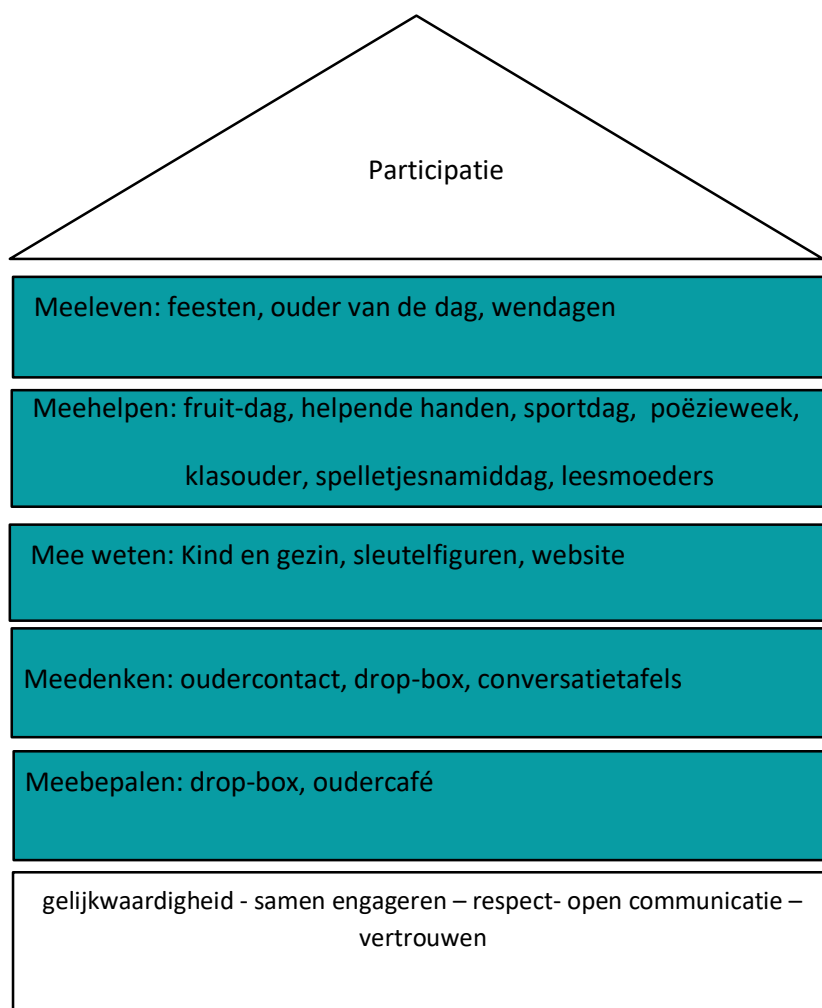 Participatie
Meeleven: feesten, ouder van de dag, wendagen
Meehelpen: fruit-dag, helpende handen, sportdag, poëzieweek,
klasouder, spelletjesnamiddag, leesmoeders
Mee weten: Kind en gezin, sleutelfiguren, website
Meedenken: oudercontact, drop-box, conversatietafels
Meebepalen: drop-box, oudercafé
gelijkwaardigheid - samen engageren – respect- open communicatie –
vertrouwen